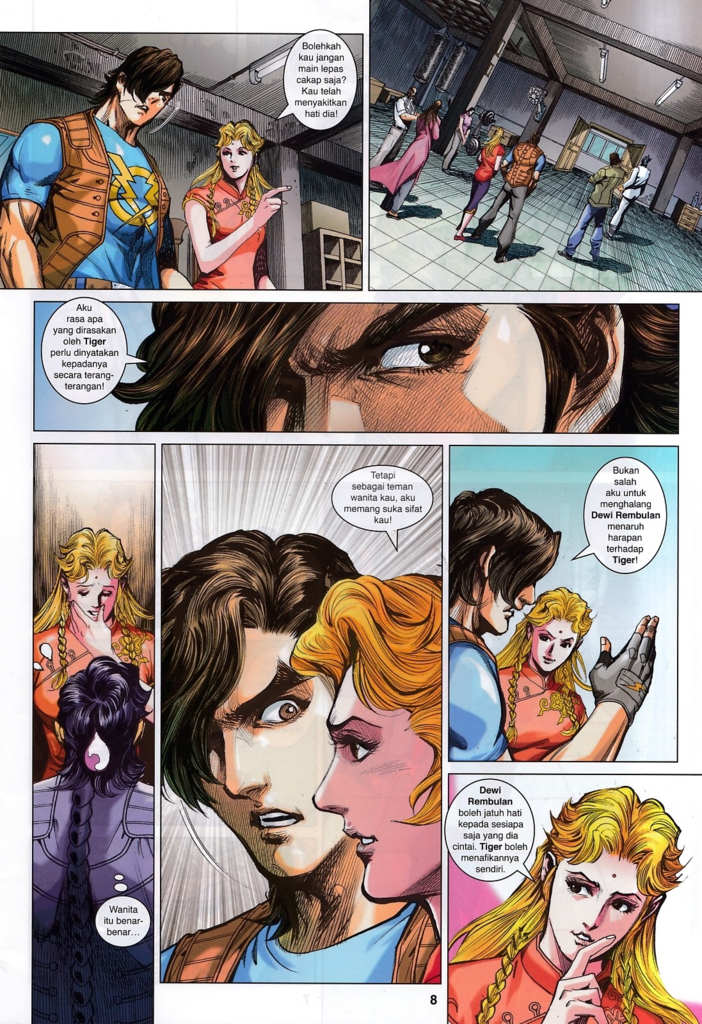 Bolehkah
kau jangan
main lepas
cakap saja?
Kau telah
menyakitkan
hati dia!
Aku
rasa apa
yang dirasakan
oleh Tiger
perlu dinyatakan
kepadanya
secara terang-
terangan!
Wanita
itu benar-
benar...
Tetapi
sebagai teman
wanita kau, aku
memang suka sifat
kau!
Bukan
salah
aku untuk
menghalang
Dewi Rembulan
menaruh
harapan
terhadap
Tiger!
Dewi
Rembulan
boleh jatuh hati
kepada sesiapa
saja yang dia
cintai. Tiger boleh
menafikannya
sendiri.
8